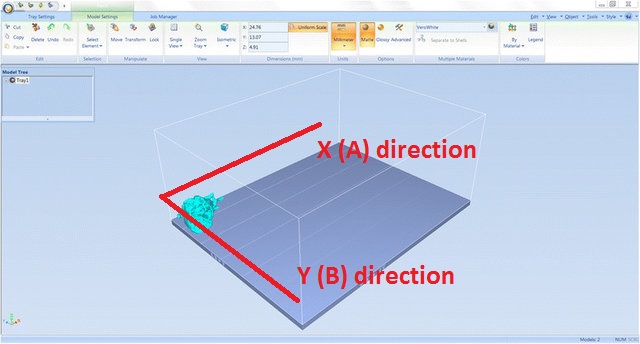 Tray Settings Model Settings Job Manager
Edit View Object Tools Style
Cut Copy Paste Delete Undo Redo Select Element Move Transform Look Single View Zoom Tray Isometric X: 24.76 Y: 13.07 Z: 4.91 Uniform Scale Millimeter Matte Glossy Advanced VeroWhite Separate to Shells By Material Legend
Edit Selection Manipulate View Dimensions (mm) Units Options Multiple Materials Colors
Model Tree
Tray1
X (A) direction
Y (B) direction
Models: 2 NUM